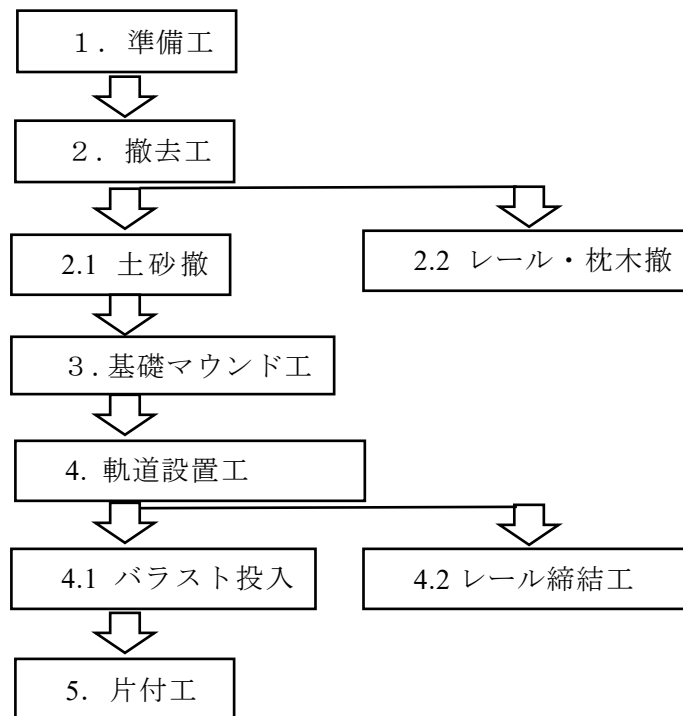 １．準備工
２．撤去工
2.1 土砂撤
2.2 レール・枕木撤
３.基礎マウンド工
4. 軌道設置工
4.1 バラスト投入
4.2 レール締結工
5. 片付工